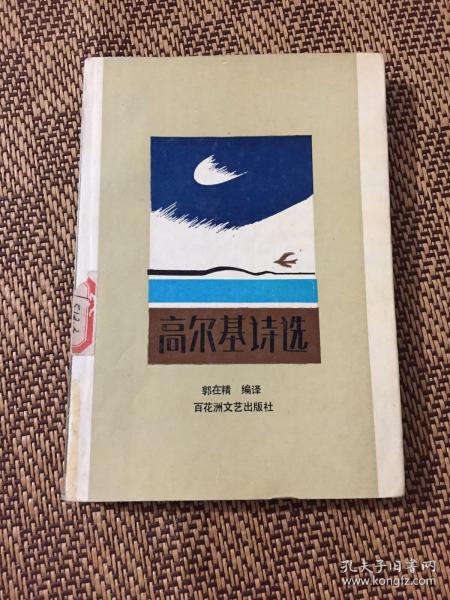 高尔基诗选
郭在精 编译
百花洲文艺出版社
孔夫子旧书网
www.kongfz.com